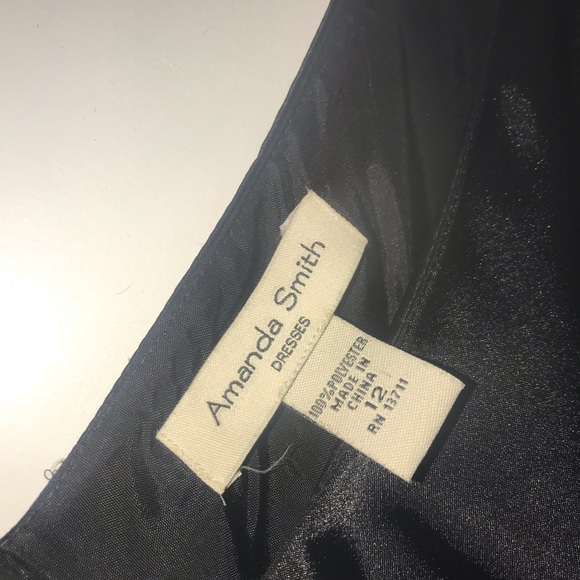 Amanda Smith
DRESSES
100%POLYESTER
MADE IN
CHINA
12
RN 13711